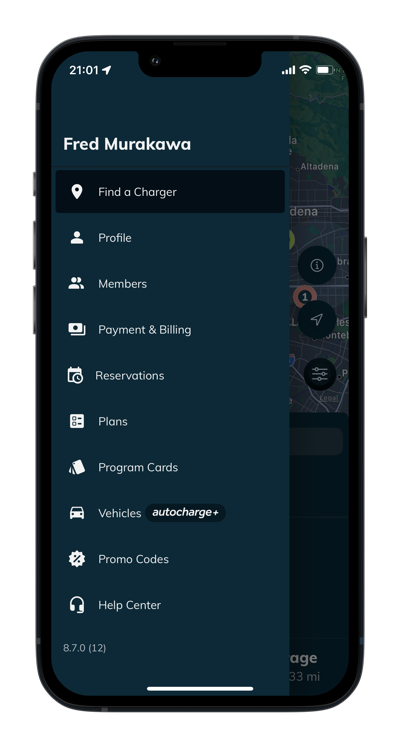 21:01
Fred Murakawa
Find a Charger
Profile
Members
Payment & Billing
Reservations
Plans
Program Cards
Vehicles autocharge+
Promo Codes
Help Center
8.7.0 (12)
Altadena
dena
1
age
33 mi